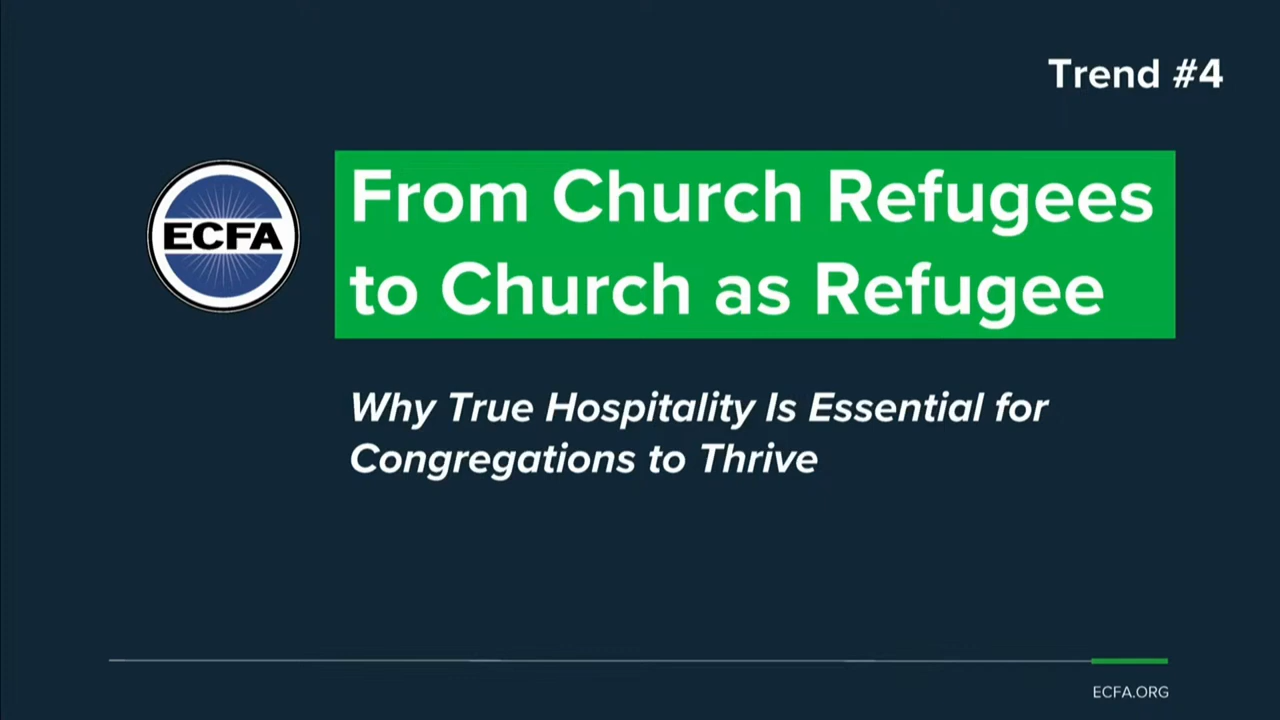 Trend #4
ECFA
From Church Refugees
to Church as Refugee
Why True Hospitality Is Essential for
Congregations to Thrive
ECFA.ORG